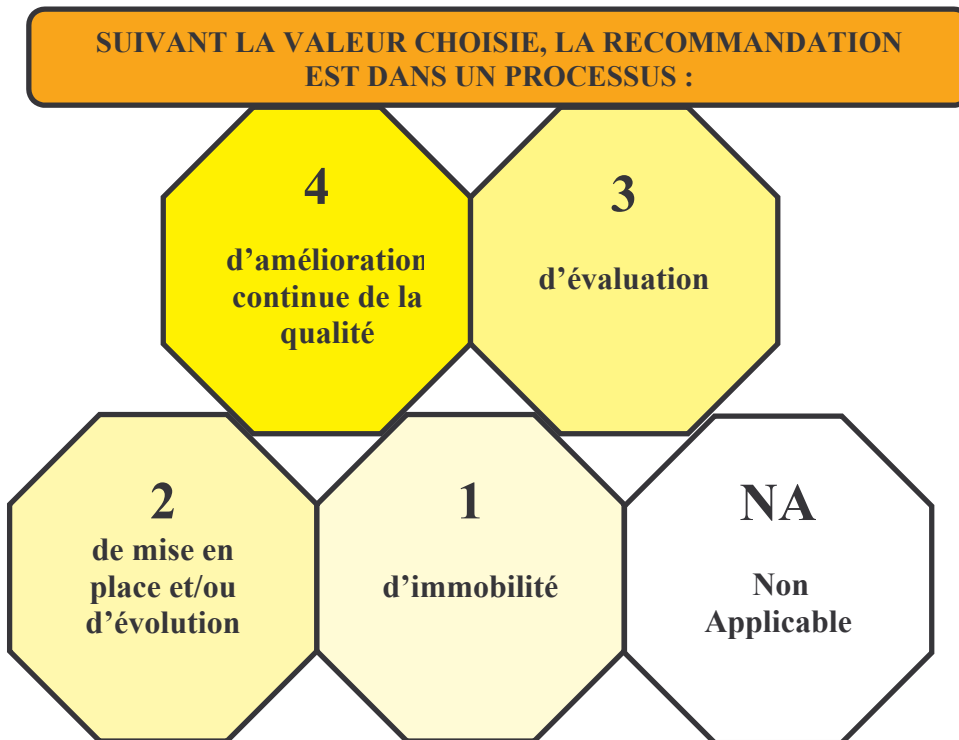 SUIVANT LA VALEUR CHOISIE, LA RECOMMANDATION
EST DANS UN PROCESSUS :
4
d’amélioration
continue de la
qualité
3
d’évaluation
2
de mise en
place et/ou
d’évolution
1
d’immobilité
NA
Non
Applicable